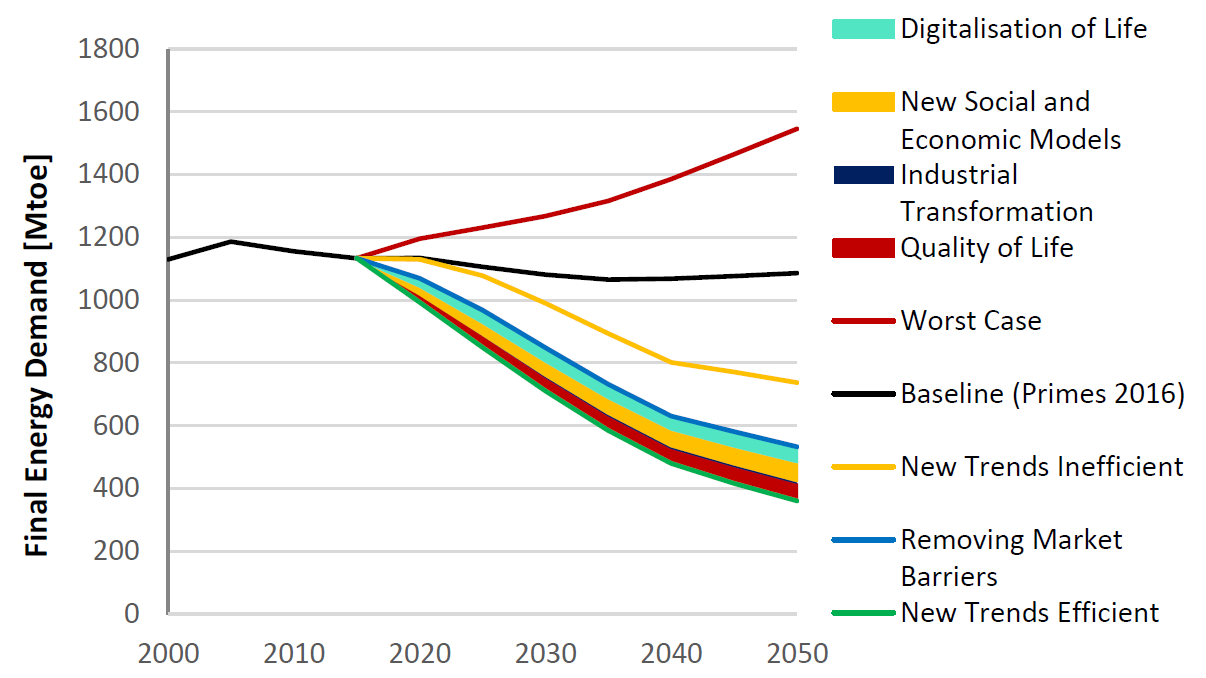 Final Energy Demand [Mtoe]
1800
1600
1400
1200
1000
800
600
400
200
0
2000 2010 2020 2030 2040 2050
Digitalisation of Life
New Social and
Economic Models
Industrial
Transformation
Quality of Life
Worst Case
Baseline (Primes 2016)
New Trends Inefficient
Removing Market
Barriers
New Trends Efficient